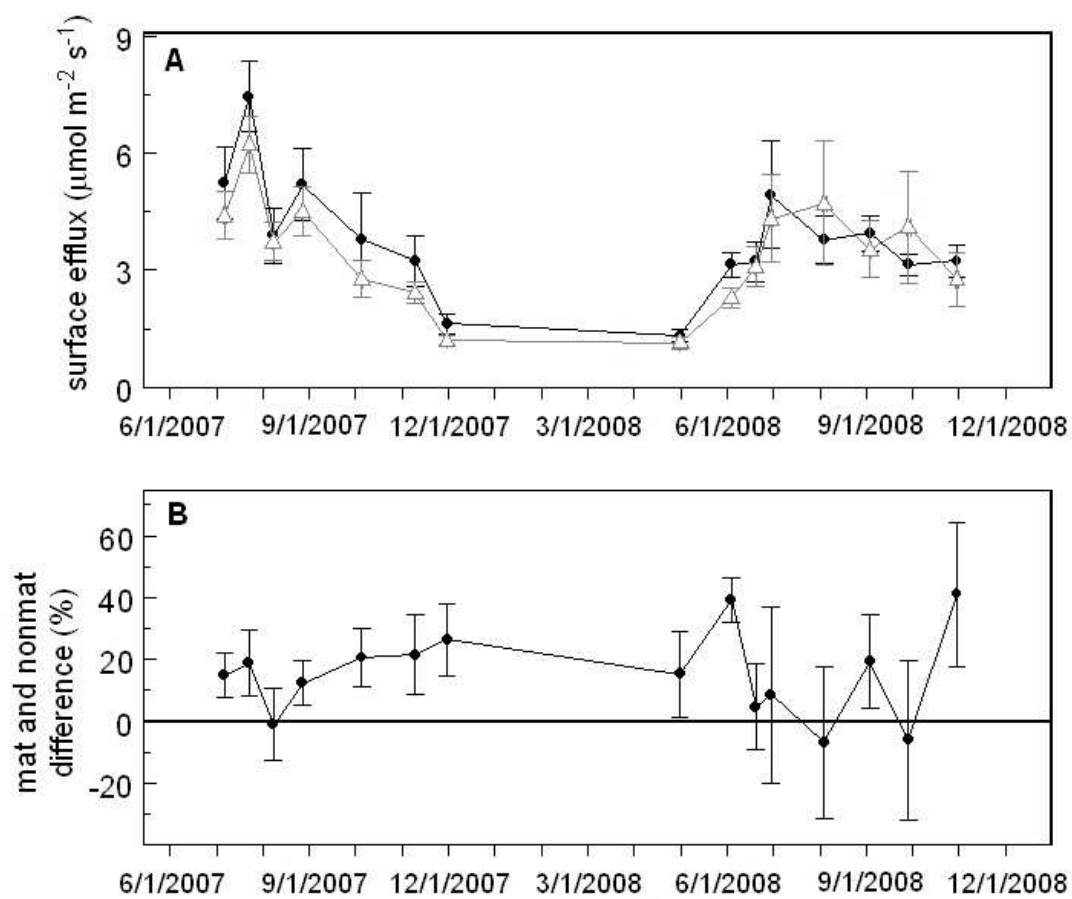 A
surface efflux (μmol m⁻² s⁻¹)
9
6
3
0
6/1/2007 9/1/2007 12/1/2007 3/1/2008 6/1/2008 9/1/2008 12/1/2008
B
mat and nonmat
difference (%)
60
40
20
0
-20
6/1/2007 9/1/2007 12/1/2007 3/1/2008 6/1/2008 9/1/2008 12/1/2008